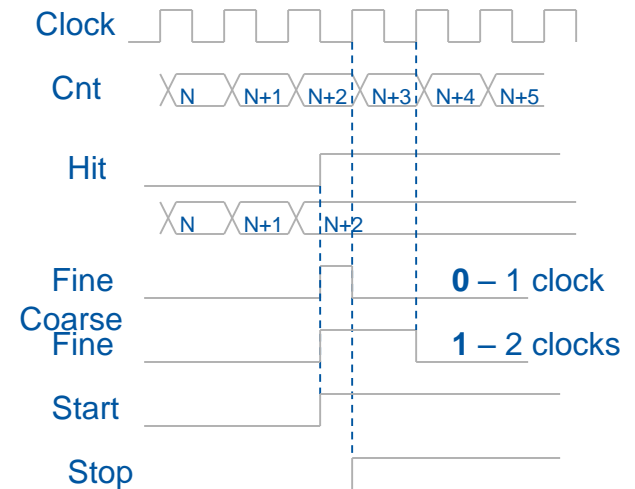 Clock
Cnt
N N+1 N+2 N+3 N+4 N+5
Hit
N N+1 N+2
Fine 0 – 1 clock
Coarse
Fine 1 – 2 clocks
Start
Stop